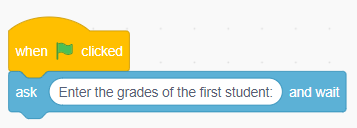 when clicked
ask Enter the grades of the first student: and wait